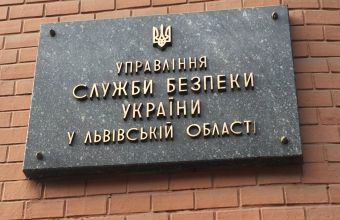 УПРАВЛІННЯ
СЛУЖБИ БЕЗПЕКИ
УКРАЇНИ
У ЛЬВІВСЬКІЙ ОБЛАСТІ